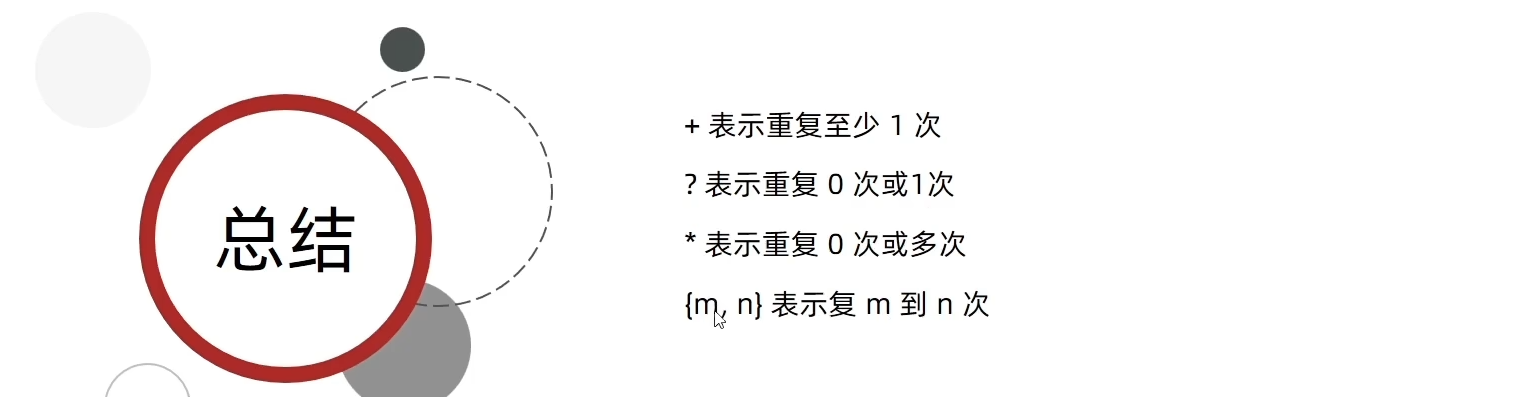 总结
+ 表示重复至少 1 次
? 表示重复 0 次或1次
* 表示重复 0 次或多次
{m, n} 表示复 m 到 n 次